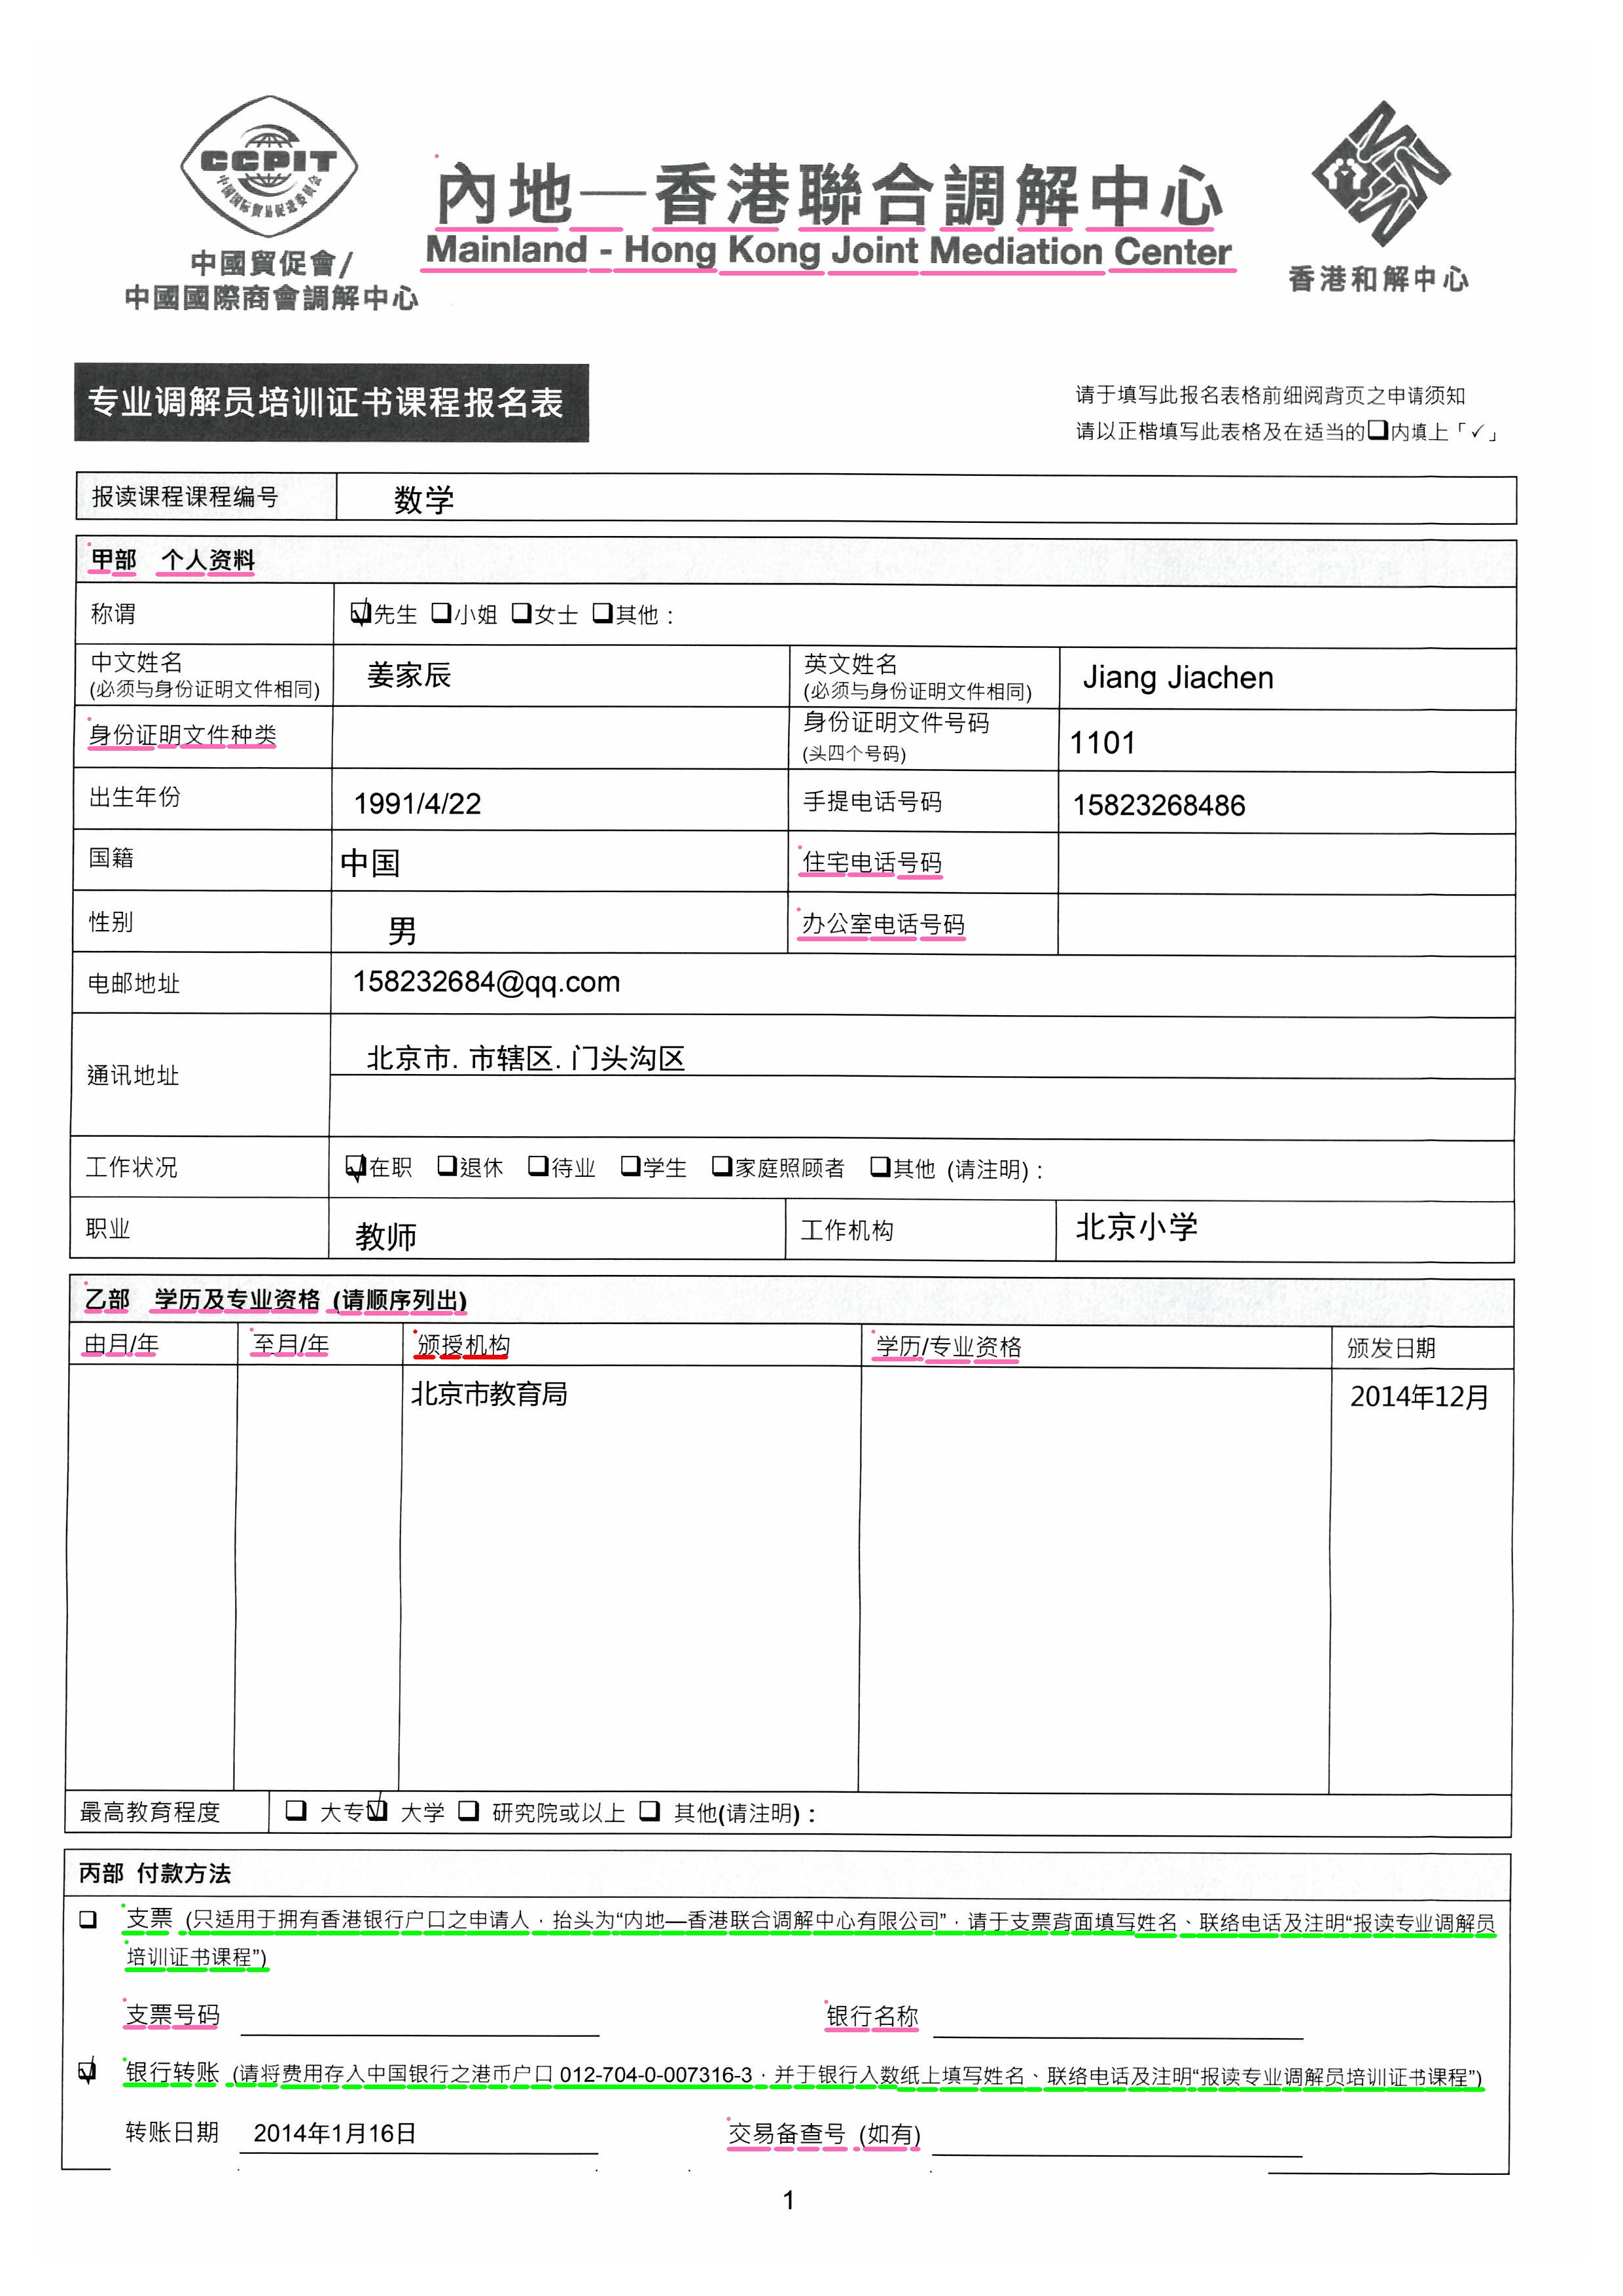 CCPIT
中国国际贸易促进委员会
中國貿促會/
中國國際商會調解中心
內地—香港聯合調解中心
Mainland - Hong Kong Joint Mediation Center
香港和解中心
专业调解员培训证书课程报名表
请于填写此报名表格前细阅背页之申请须知
请以正楷填写此表格及在适当的❑内填上「✓」
报读课程课程编号 数学
甲部 个人资料
称谓 ☑先生 ❑小姐 ❑女士 ❑其他：
中文姓名 姜家辰 英文姓名 Jiang Jiachen
(必须与身份证明文件相同) (必须与身份证明文件相同)
身份证明文件种类 身份证明文件号码 1101
(头四个号码)
出生年份 1991/4/22 手提电话号码 15823268486
国籍 中国 住宅电话号码
性别 男 办公室电话号码
电邮地址 158232684@qq.com
通讯地址 北京市. 市辖区. 门头沟区
工作状况 ☑在职 ❑退休 ❑待业 ❑学生 ❑家庭照顾者 ❑其他 (请注明)：
职业 教师 工作机构 北京小学
乙部 学历及专业资格 (请顺序列出)
由月/年 至月/年 颁授机构 学历/专业资格 颁发日期
北京市教育局 2014年12月
最高教育程度 ❑ 大专 ☑ 大学 ❑ 研究院或以上 ❑ 其他(请注明)：
丙部 付款方法
❑ 支票 (只适用于拥有香港银行户口之申请人，抬头为“内地—香港联合调解中心有限公司”，请于支票背面填写姓名、联络电话及注明“报读专业调解员
培训证书课程”)
支票号码 银行名称
☑ 银行转账 (请将费用存入中国银行之港币户口 012-704-0-007316-3，并于银行入数纸上填写姓名、联络电话及注明“报读专业调解员培训证书课程”)
转账日期 2014年1月16日 交易备查号 (如有)
1